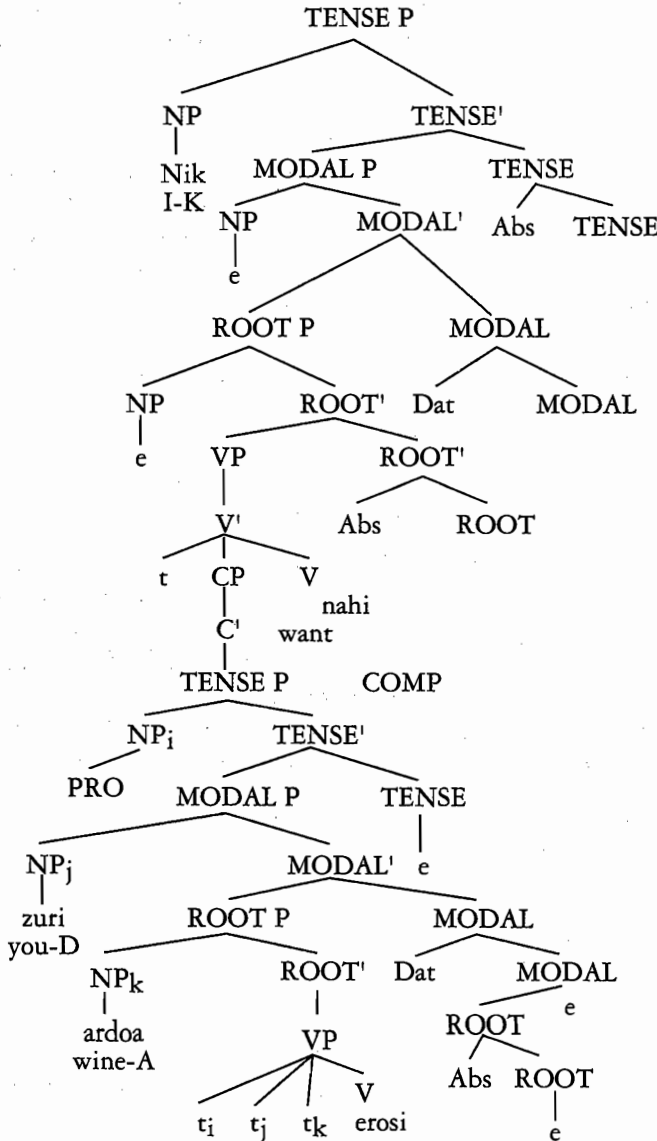 TENSE P
NP TENSE'
Nik MODAL P TENSE
I-K NP MODAL' Abs TENSE
e
ROOT P MODAL
NP ROOT' Dat MODAL
e VP ROOT'
V' Abs ROOT
t CP V
nahi
C' want
TENSE P COMP
NPi TENSE'
PRO MODAL P TENSE
NPj MODAL' e
zuri ROOT P MODAL
you-D
NPk ROOT' Dat MODAL
e
ardoa VP ROOT
wine-A
V Abs ROOT
ti tj tk erosi e